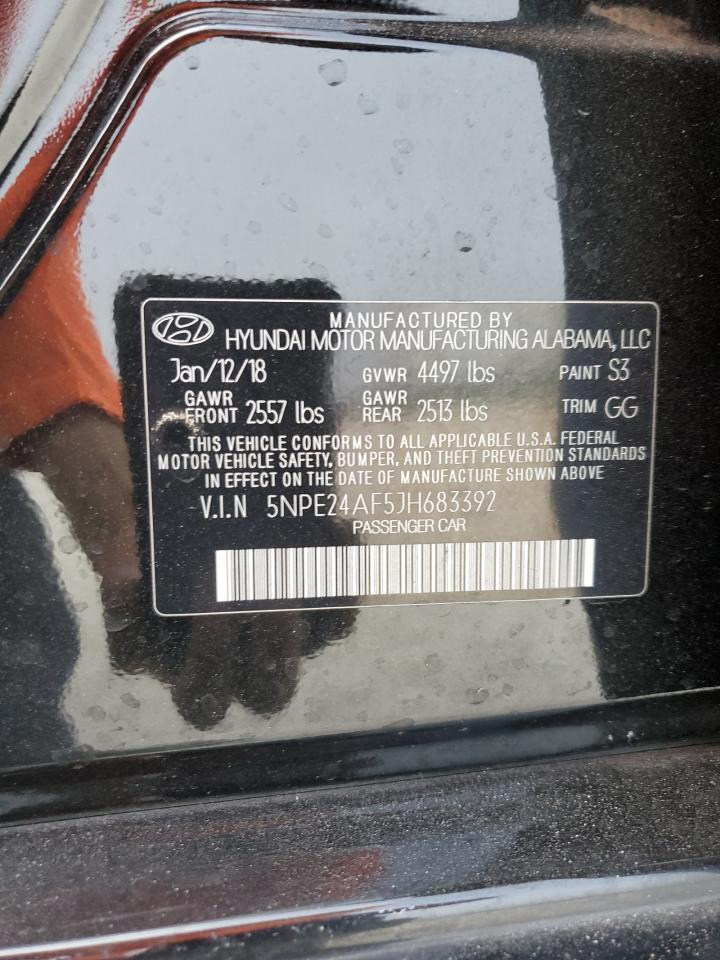 MANUFACTURED BY
HYUNDAI MOTOR MANUFACTURING ALABAMA, LLC
Jan/12/18 GVWR 4497 lbs PAINT S3
GAWR FRONT 2557 lbs GAWR REAR 2513 lbs TRIM GG
THIS VEHICLE CONFORMS TO ALL APPLICABLE U.S.A. FEDERAL
MOTOR VEHICLE SAFETY, BUMPER, AND THEFT PREVENTION STANDARDS
IN EFFECT ON THE DATE OF MANUFACTURE SHOWN ABOVE.
V.I.N 5NPE24AF5JH683392
PASSENGER CAR